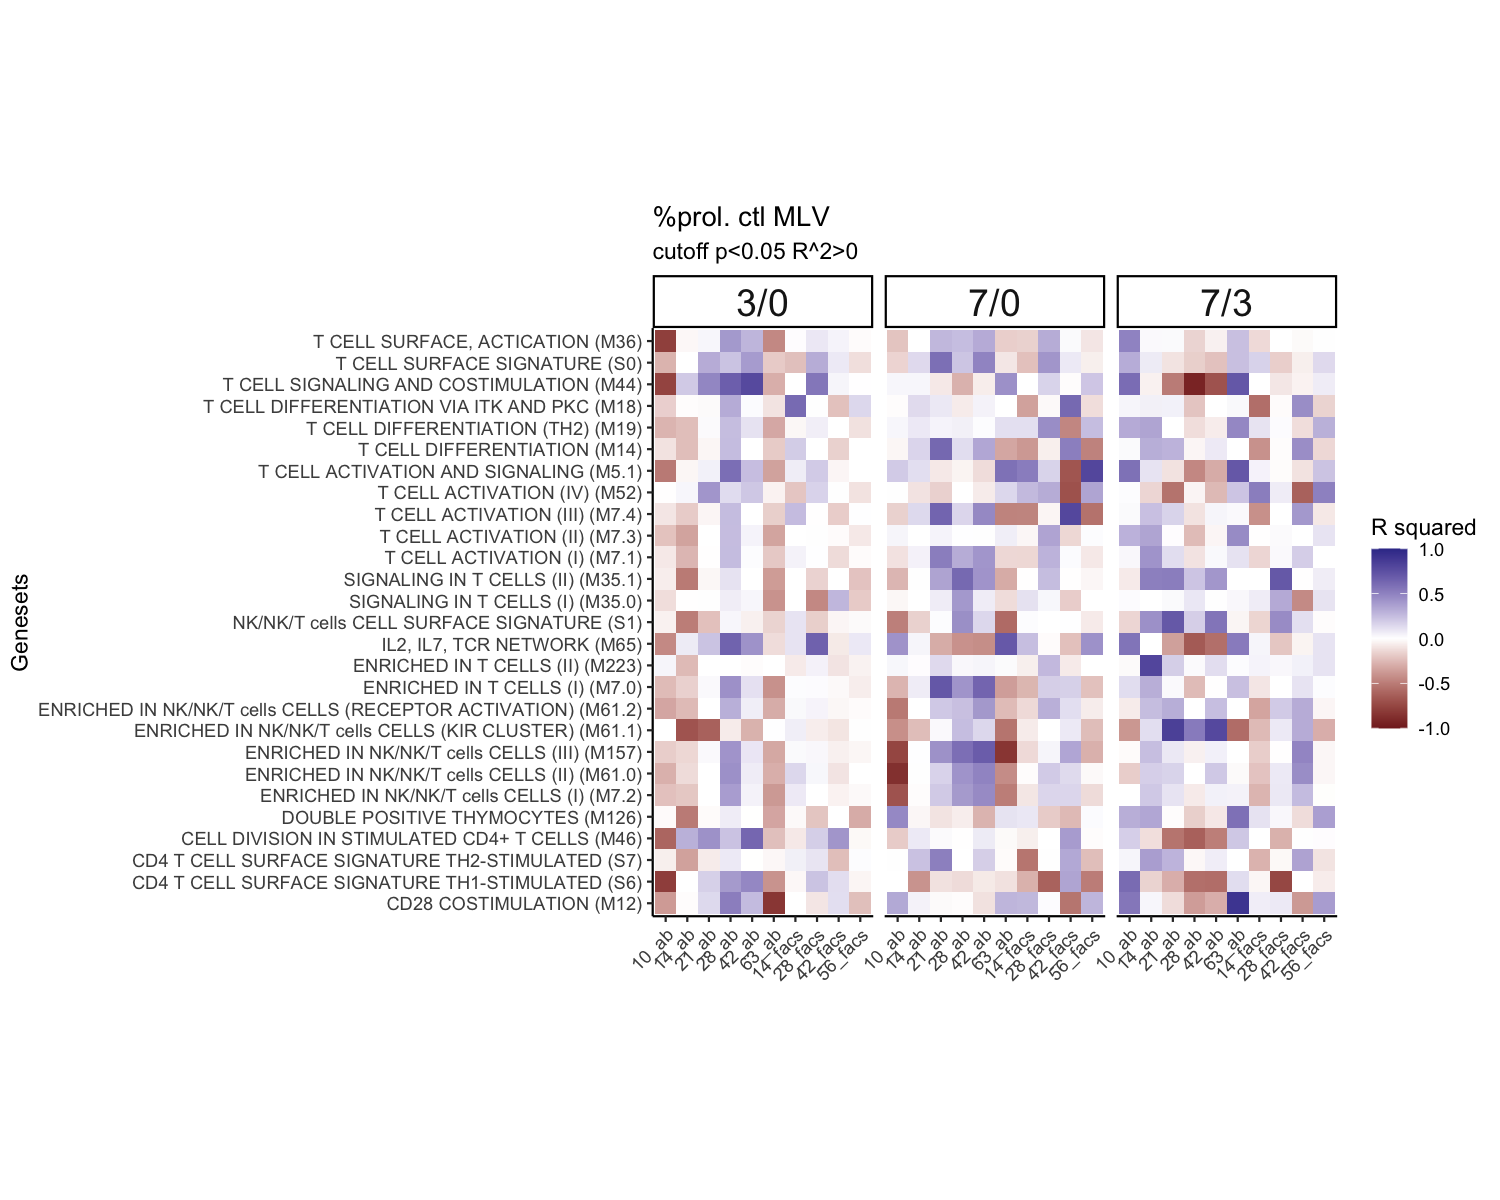 %prol. ctl MLV
cutoff p<0.05 R^2>0
3/0
7/0
7/3
T CELL SURFACE, ACTICATION (M36)
T CELL SURFACE SIGNATURE (S0)
T CELL SIGNALING AND COSTIMULATION (M44)
T CELL DIFFERENTIATION VIA ITK AND PKC (M18)
T CELL DIFFERENTIATION (TH2) (M19)
T CELL DIFFERENTIATION (M14)
T CELL ACTIVATION AND SIGNALING (M5.1)
T CELL ACTIVATION (IV) (M52)
T CELL ACTIVATION (III) (M7.4)
T CELL ACTIVATION (II) (M7.3)
T CELL ACTIVATION (I) (M7.1)
SIGNALING IN T CELLS (II) (M35.1)
SIGNALING IN T CELLS (I) (M35.0)
NK/NK/T cells CELL SURFACE SIGNATURE (S1)
IL2, IL7, TCR NETWORK (M65)
ENRICHED IN T CELLS (II) (M223)
ENRICHED IN T CELLS (I) (M7.0)
ENRICHED IN NK/NK/T cells CELLS (RECEPTOR ACTIVATION) (M61.2)
ENRICHED IN NK/NK/T cells CELLS (KIR CLUSTER) (M61.1)
ENRICHED IN NK/NK/T cells CELLS (III) (M157)
ENRICHED IN NK/NK/T cells CELLS (II) (M61.0)
ENRICHED IN NK/NK/T cells CELLS (I) (M7.2)
DOUBLE POSITIVE THYMOCYTES (M126)
CELL DIVISION IN STIMULATED CD4+ T CELLS (M46)
CD4 T CELL SURFACE SIGNATURE TH2-STIMULATED (S7)
CD4 T CELL SURFACE SIGNATURE TH1-STIMULATED (S6)
CD28 COSTIMULATION (M12)
Genesets
10_ab
14_ab
21_ab
28_ab
42_ab
63_ab
14_facs
28_facs
42_facs
56_facs
10_ab
14_ab
21_ab
28_ab
42_ab
63_ab
14_facs
28_facs
42_facs
56_facs
10_ab
14_ab
21_ab
28_ab
42_ab
63_ab
14_facs
28_facs
42_facs
56_facs
R squared
1.0
0.5
0.0
-0.5
-1.0